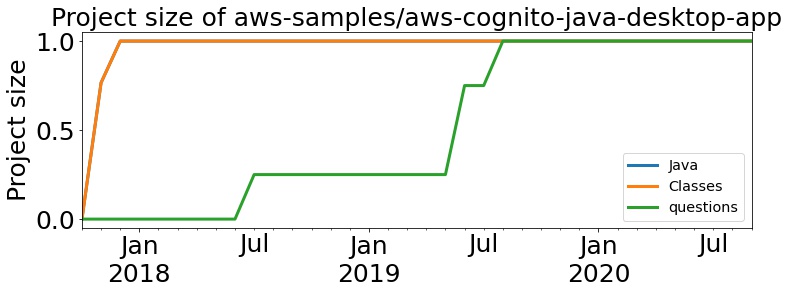 Project size of aws-samples/aws-cognito-java-desktop-app
Project size
1.0
0.5
0.0
Java
Classes
questions
Jan Jul Jan Jul Jan Jul
2018 2019 2020